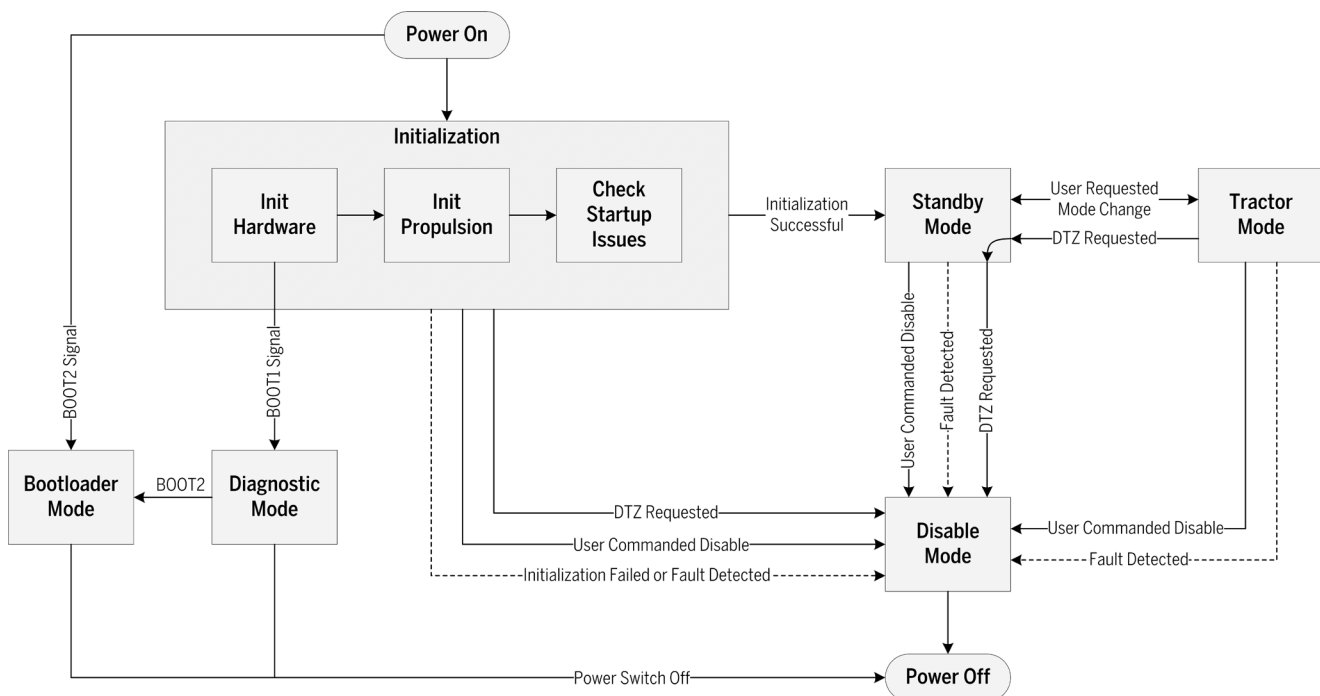 Power On
Initialization
Init
Hardware
Init
Propulsion
Check
Startup
Issues
Initialization
Successful
Standby
Mode
User Requested
Mode Change
Tractor
Mode
DTZ Requested
BOOT2 Signal
BOOT1 Signal
User Commanded Disable
Fault Detected
DTZ Requested
Bootloader
Mode
BOOT2
Diagnostic
Mode
DTZ Requested
User Commanded Disable
Initialization Failed or Fault Detected
Disable
Mode
User Commanded Disable
Fault Detected
Power Switch Off
Power Off